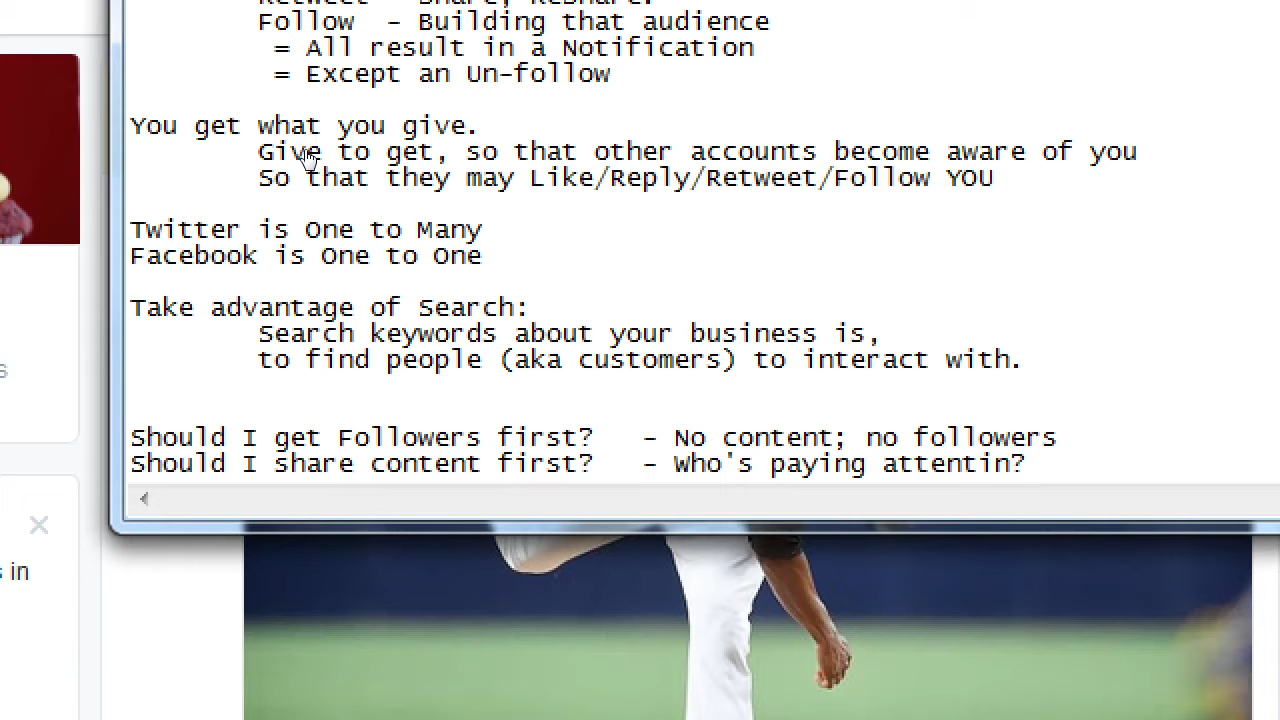 Follow  - Building that audience
= All result in a Notification
= Except an Un-follow
You get what you give.
Give to get, so that other accounts become aware of you
So that they may Like/Reply/Retweet/Follow YOU
Twitter is One to Many
Facebook is One to One
Take advantage of Search:
Search keywords about your business is,
to find people (aka customers) to interact with.
Should I get Followers first?   - No content; no followers
Should I share content first?   - Who's paying attentin?
in